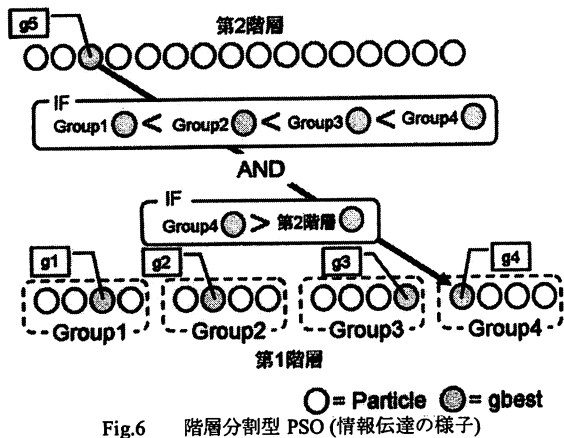 g5
第2階層
IF
Group1 < Group2 < Group3 < Group4
AND
IF
Group4 > 第2階層
g1 g2 g3 g4
Group1 Group2 Group3 Group4
第1階層
= Particle = gbest
Fig.6 階層分割型 PSO (情報伝達の様子)